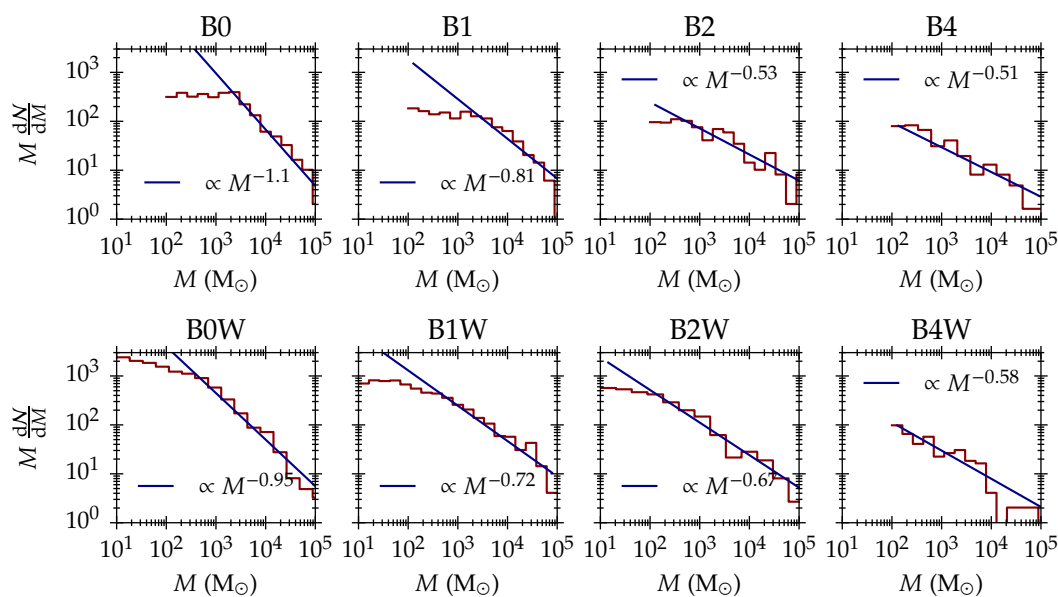 B0 B1 B2 B4
10³
10²
10¹
10⁰
M dN/dM
∝ M^−1.1
∝ M^−0.81
∝ M^−0.53
∝ M^−0.51
10¹ 10² 10³ 10⁴ 10⁵ 10¹ 10² 10³ 10⁴ 10⁵ 10¹ 10² 10³ 10⁴ 10⁵ 10¹ 10² 10³ 10⁴ 10⁵
M (M⊙) M (M⊙) M (M⊙) M (M⊙)
B0W B1W B2W B4W
10³
10²
10¹
10⁰
M dN/dM
∝ M^−0.95
∝ M^−0.72
∝ M^−0.67
∝ M^−0.58
10¹ 10² 10³ 10⁴ 10⁵ 10¹ 10² 10³ 10⁴ 10⁵ 10¹ 10² 10³ 10⁴ 10⁵ 10¹ 10² 10³ 10⁴ 10⁵
M (M⊙) M (M⊙) M (M⊙) M (M⊙)